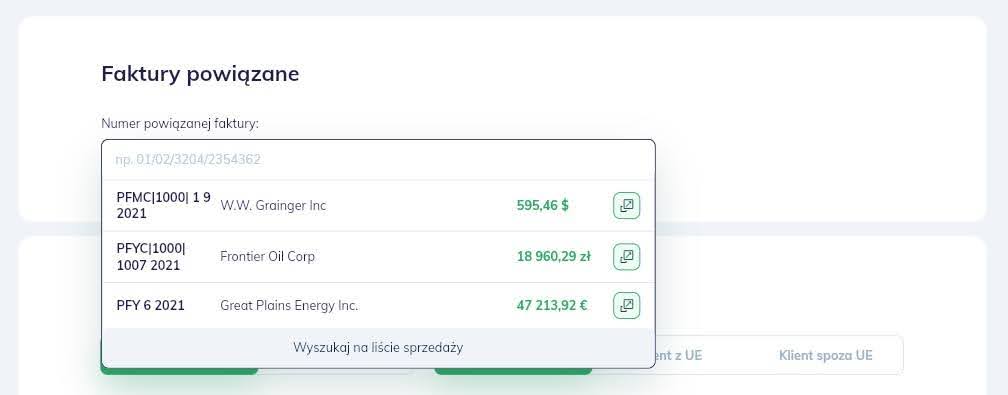 Faktury powiązane
Numer powiązanej faktury:
np. 01/02/3204/2354362
PFMC|1000| 1 9
2021
W.W. Grainger Inc
595,46 $
PFYC|1000|
1007 2021
Frontier Oil Corp
18 960,29 zł
PFY 6 2021
Great Plains Energy Inc.
47 213,92 €
Wyszukaj na liście sprzedaży
z UE
Klient spoza UE